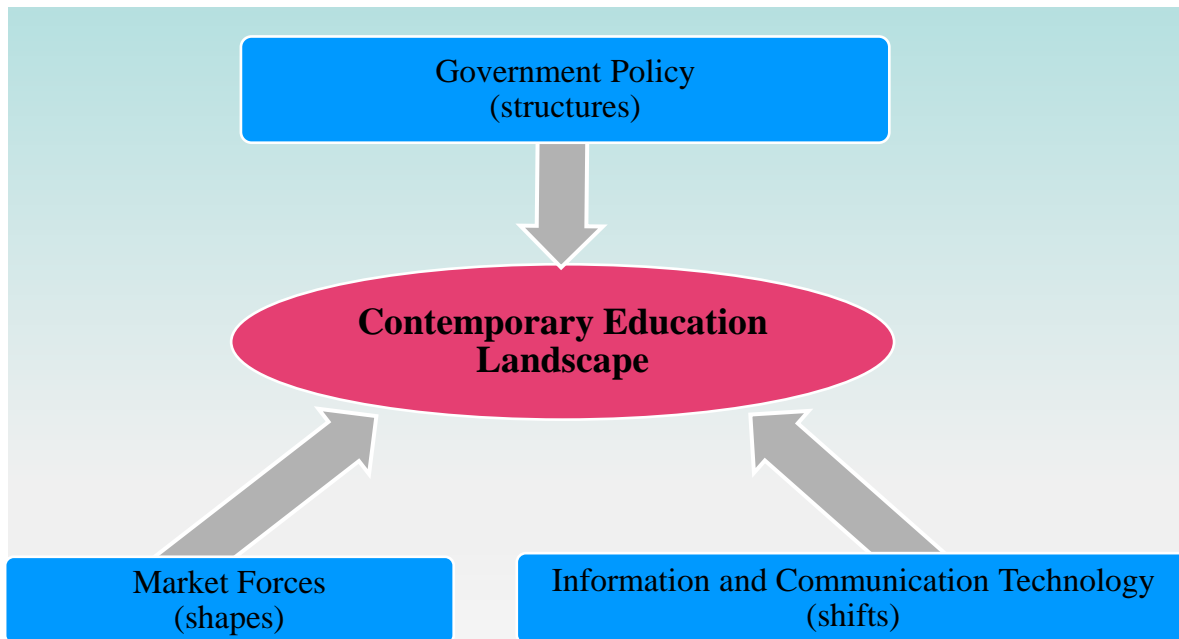 Government Policy
(structures)
Contemporary Education
Landscape
Market Forces
(shapes)
Information and Communication Technology
(shifts)